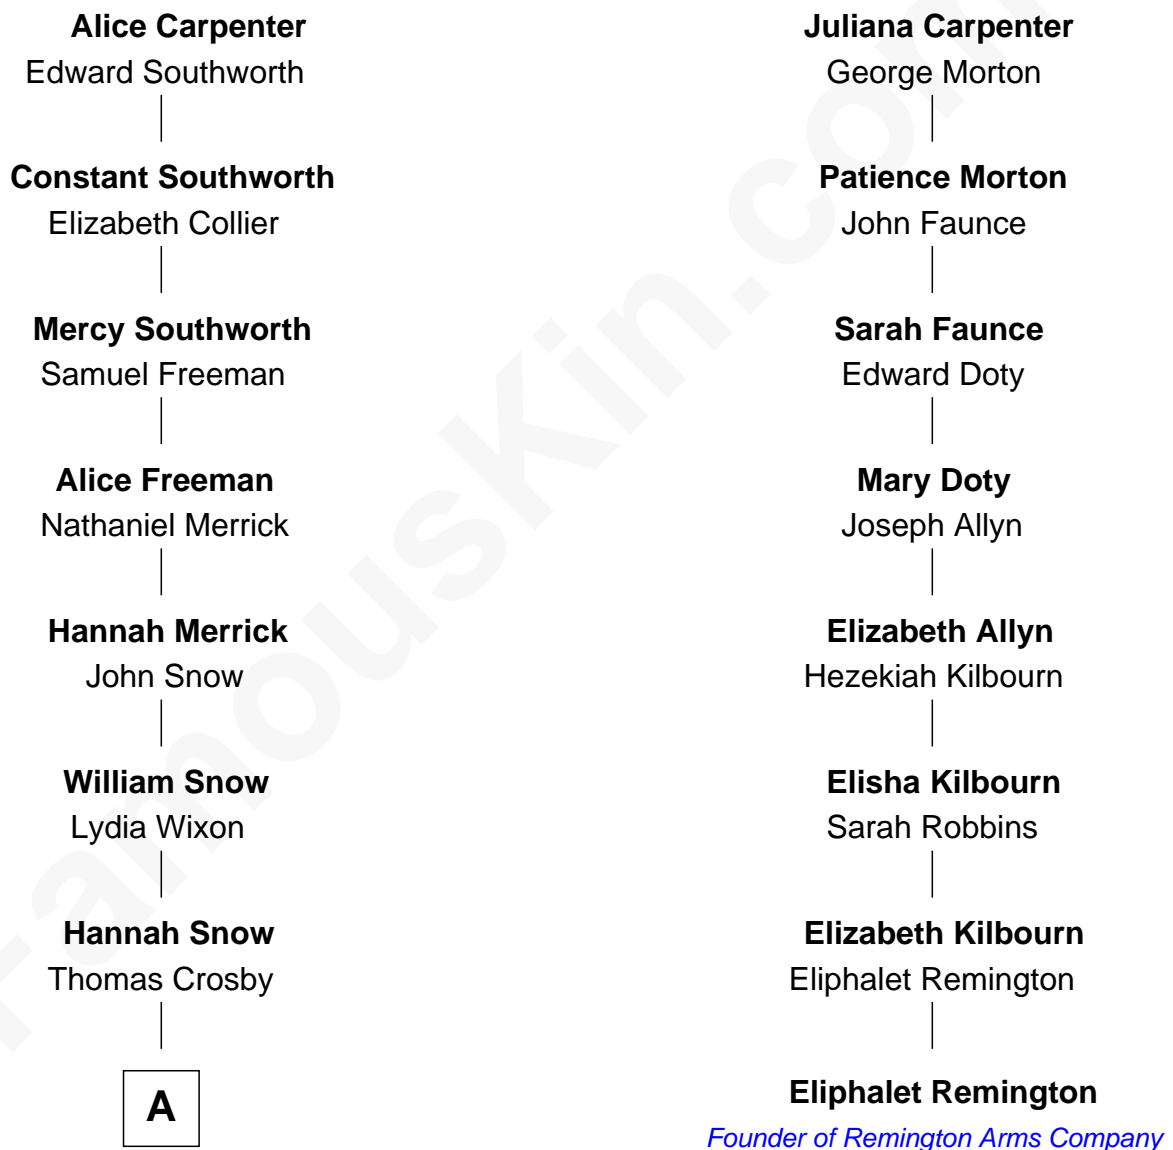 Alice Carpenter
Edward Southworth
Constant Southworth
Elizabeth Collier
Mercy Southworth
Samuel Freeman
Alice Freeman
Nathaniel Merrick
Hannah Merrick
John Snow
William Snow
Lydia Wixon
Hannah Snow
Thomas Crosby
A
Juliana Carpenter
George Morton
Patience Morton
John Faunce
Sarah Faunce
Edward Doty
Mary Doty
Joseph Allyn
Elizabeth Allyn
Hezekiah Kilbourn
Elisha Kilbourn
Sarah Robbins
Elizabeth Kilbourn
Eliphalet Remington
Eliphalet Remington
Founder of Remington Arms Company
FamousKin.com